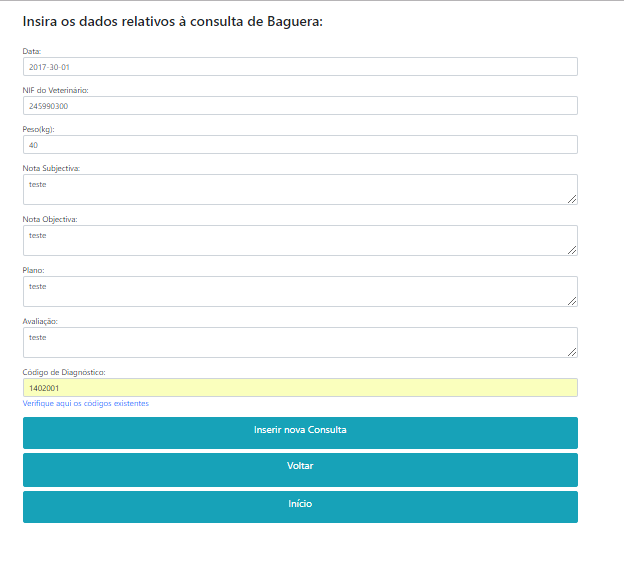 Insira os dados relativos à consulta de Baguera:
Data:
2017-30-01
NIF do Veterinário:
245990300
Peso(kg):
40
Nota Subjectiva:
teste
Nota Objectiva:
teste
Plano:
teste
Avaliação:
teste
Código de Diagnóstico:
1402001
Verifique aqui os códigos existentes
Inserir nova Consulta
Voltar
Início